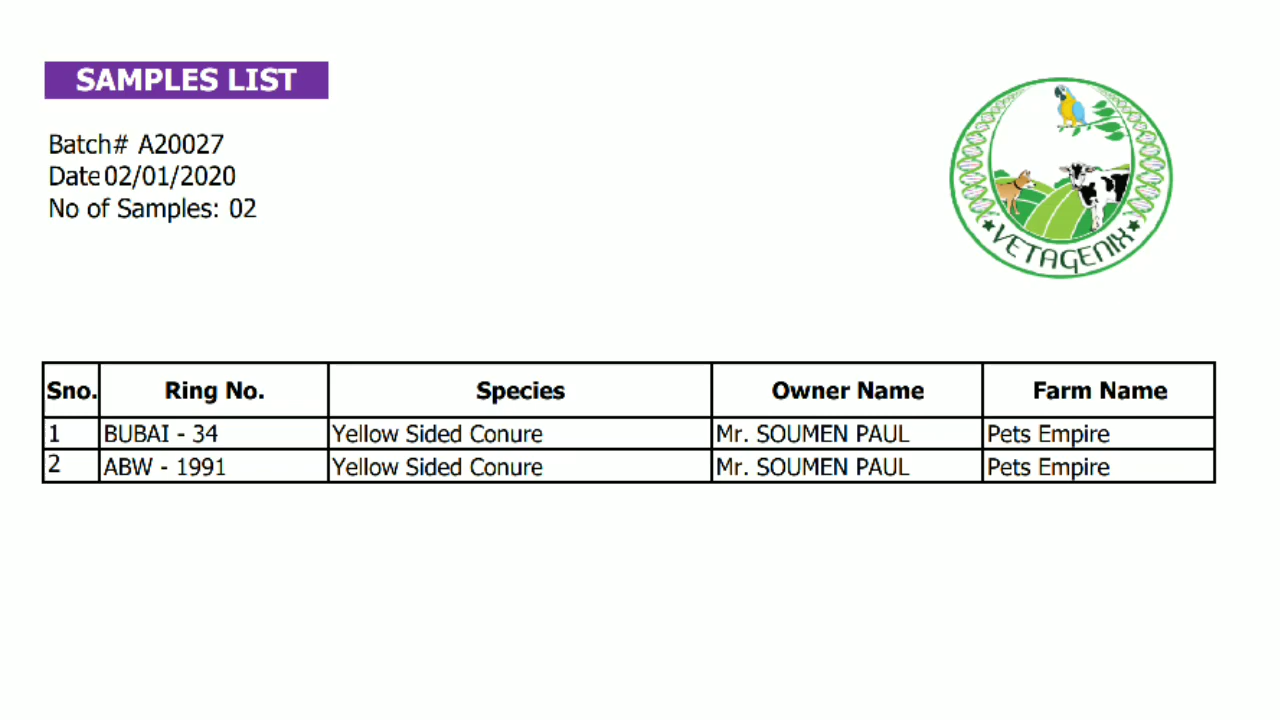 SAMPLES LIST
Batch# A20027
Date 02/01/2020
No of Samples: 02
VETAGENIX
Sno. Ring No. Species Owner Name Farm Name
1 BUBAI - 34 Yellow Sided Conure Mr. SOUMEN PAUL Pets Empire
2 ABW - 1991 Yellow Sided Conure Mr. SOUMEN PAUL Pets Empire